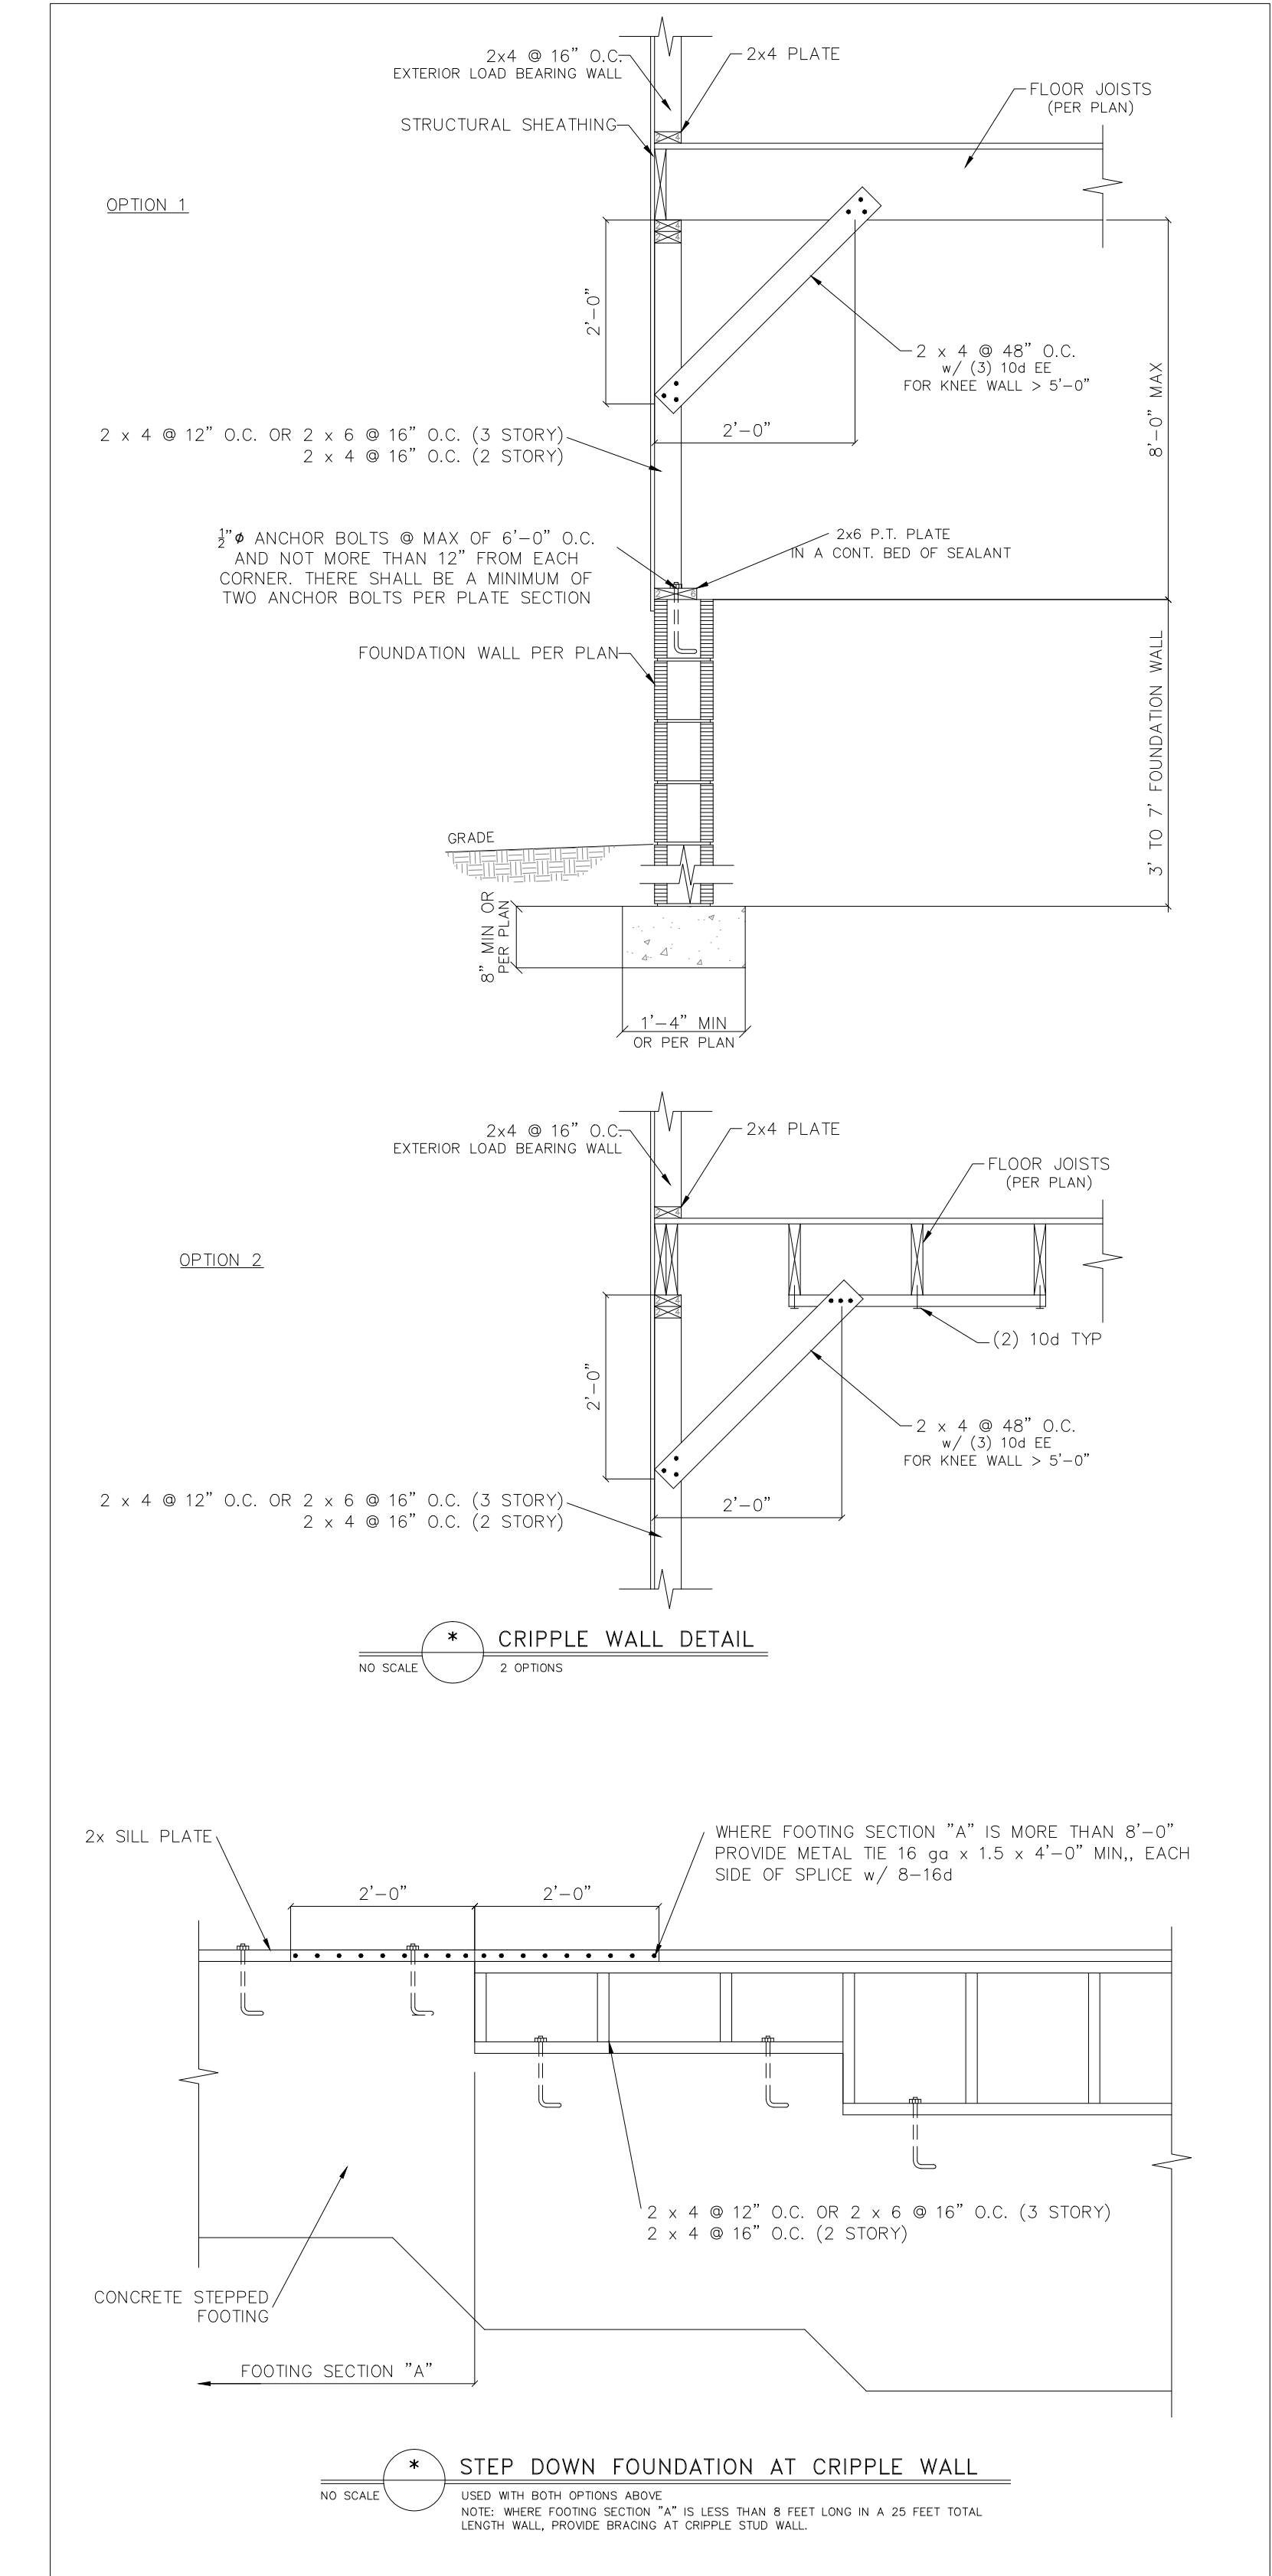 2x4 @ 16" O.C.
EXTERIOR LOAD BEARING WALL
2x4 PLATE
FLOOR JOISTS
(PER PLAN)
STRUCTURAL SHEATHING
OPTION 1
2'-0"
2 x 4 @ 48" O.C.
w/ (3) 10d EE
FOR KNEE WALL > 5'-0"
8'-0" MAX
2'-0"
2 x 4 @ 12" O.C. OR 2 x 6 @ 16" O.C. (3 STORY)
2 x 4 @ 16" O.C. (2 STORY)
1/2"ø ANCHOR BOLTS @ MAX OF 6'-0" O.C.
AND NOT MORE THAN 12" FROM EACH
CORNER. THERE SHALL BE A MINIMUM OF
TWO ANCHOR BOLTS PER PLATE SECTION
2x6 P.T. PLATE
IN A CONT. BED OF SEALANT
FOUNDATION WALL PER PLAN
3' TO 7' FOUNDATION WALL
GRADE
8" MIN OR
PER PLAN
1'-4" MIN
OR PER PLAN
2x4 @ 16" O.C.
EXTERIOR LOAD BEARING WALL
2x4 PLATE
FLOOR JOISTS
(PER PLAN)
OPTION 2
(2) 10d TYP
2'-0"
2 x 4 @ 48" O.C.
w/ (3) 10d EE
FOR KNEE WALL > 5'-0"
2 x 4 @ 12" O.C. OR 2 x 6 @ 16" O.C. (3 STORY)
2 x 4 @ 16" O.C. (2 STORY)
2'-0"
* CRIPPLE WALL DETAIL
NO SCALE 2 OPTIONS
2x SILL PLATE
WHERE FOOTING SECTION "A" IS MORE THAN 8'-0"
PROVIDE METAL TIE 16 ga x 1.5 x 4'-0" MIN,, EACH
SIDE OF SPLICE w/ 8-16d
2'-0" 2'-0"
2 x 4 @ 12" O.C. OR 2 x 6 @ 16" O.C. (3 STORY)
2 x 4 @ 16" O.C. (2 STORY)
CONCRETE STEPPED
FOOTING
FOOTING SECTION "A"
* STEP DOWN FOUNDATION AT CRIPPLE WALL
NO SCALE USED WITH BOTH OPTIONS ABOVE
NOTE: WHERE FOOTING SECTION "A" IS LESS THAN 8 FEET LONG IN A 25 FEET TOTAL
LENGTH WALL, PROVIDE BRACING AT CRIPPLE STUD WALL.